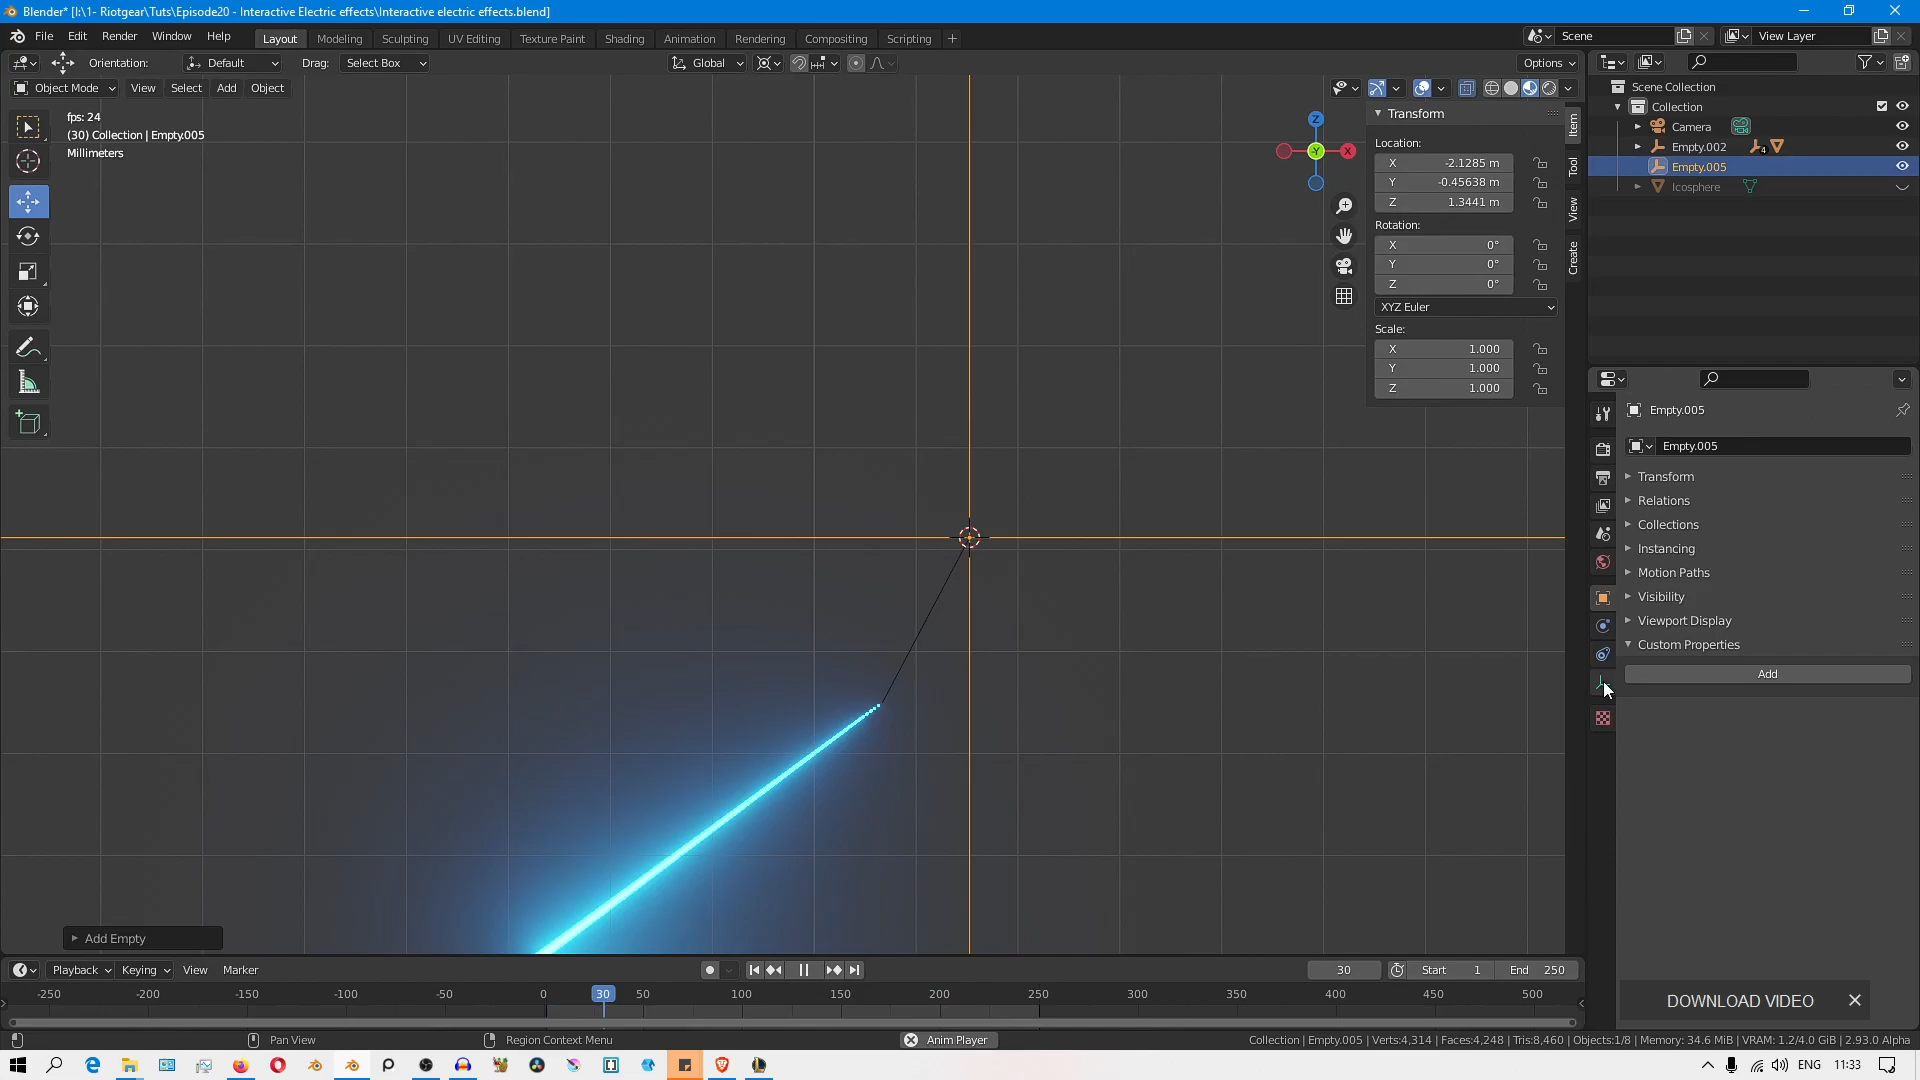 Blender* [I:\1- Riotgear\Tuts\Episode20 - Interactive Electric effects\Interactive electric effects.blend]
File Edit Render Window Help Layout Modeling Sculpting UV Editing Texture Paint Shading Animation Rendering Compositing Scripting + Scene View Layer
Orientation: Default Drag: Select Box Global Options
Object Mode View Select Add Object
Scene Collection
Collection
Camera
Empty.002 4
Empty.005
Icosphere
fps: 24
(30) Collection | Empty.005
Millimeters
Z
X
-Y
Transform
Location:
X -2.1285 m
Y -0.45638 m
Z 1.3441 m
Rotation:
X 0°
Y 0°
Z 0°
XYZ Euler
Scale:
X 1.000
Y 1.000
Z 1.000
Item
Tool
View
Create
Empty.005
Empty.005
Transform
Relations
Collections
Instancing
Motion Paths
Visibility
Viewport Display
Custom Properties
Add
Add Empty
Playback Keying View Marker 30 Start 1 End 250
-250 -200 -150 -100 -50 0 30 50 100 150 200 250 300 350 400 450 500
DOWNLOAD VIDEO
Pan View Region Context Menu Anim Player Collection | Empty.005 | Verts:4,314 | Faces:4,248 | Tris:8,460 | Objects:1/8 | Memory: 34.6 MiB | VRAM: 1.2/4.0 GiB | 2.93.0 Alpha
ENG 11:33